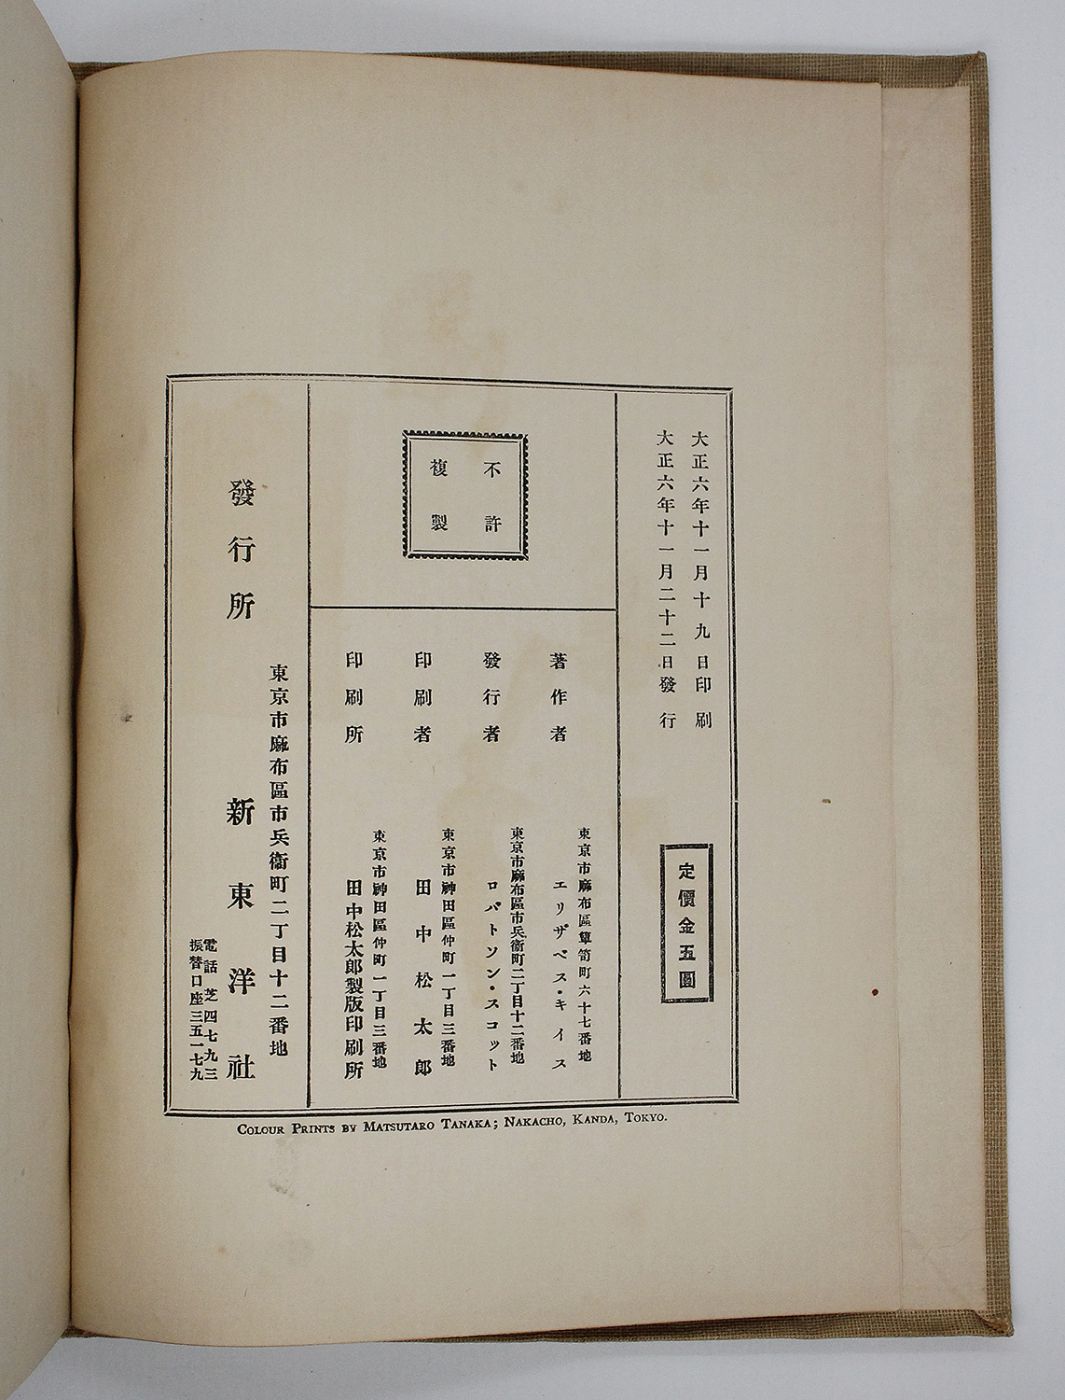 大正六年十一月十九日印刷
大正六年十一月二十二日發行
定價金五圓
不許
複製
著作者
東京市麻布區簞笥町六十七番地
エリザベス・キイス
發行者
東京市麻布區市兵衞町二丁目十二番地
ロバトソン・スコット
印刷者
東京市神田區仲町一丁目三番地
田中松太郎
印刷所
東京市神田區仲町一丁目三番地
田中松太郎製版印刷所
東京市麻布區市兵衞町二丁目十二番地
發行所 新東洋社
電話芝四七九三
振替口座三五一七九
COLOUR PRINTS BY MATSUTARO TANAKA; NAKACHO, KANDA, TOKYO.